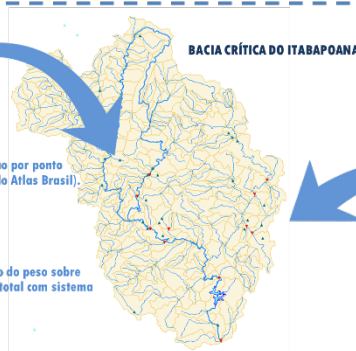 BACIA CRÍTICA DO ITABAPOANA
o por ponto
o Atlas Brasil).
o do peso sobre
total com sistema